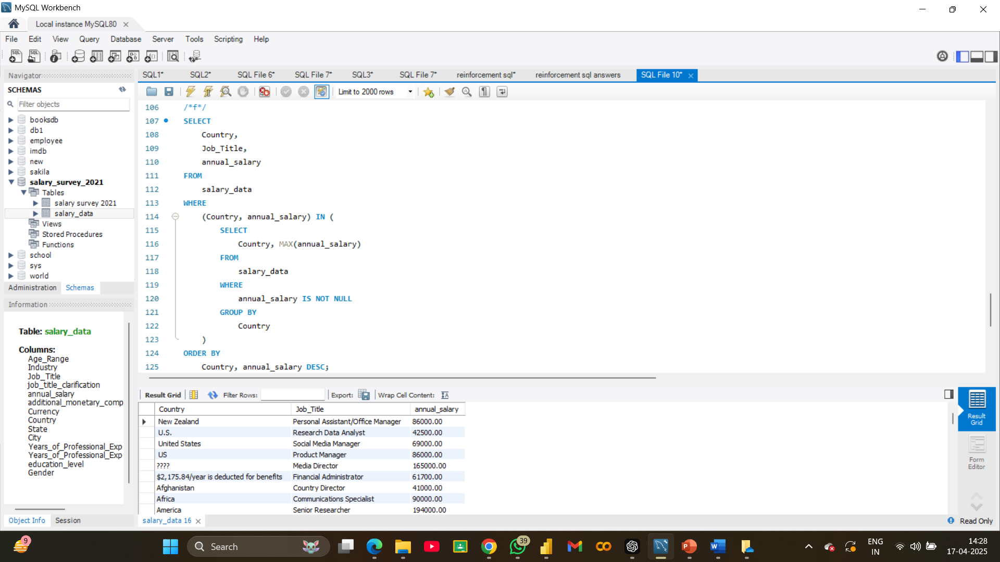 MySQL Workbench
Local instance MySQL80
File Edit View Query Database Server Tools Scripting Help
Navigator
SCHEMAS
Filter objects
booksdb
db1
employee
imdb
new
sakila
salary_survey_2021
Tables
salary survey 2021
salary_data
Views
Stored Procedures
Functions
school
sys
world
Administration Schemas
Information
Table: salary_data
Columns:
Age_Range
Industry
Job_Title
job_title_clarification
annual_salary
additional_monetary_comp
Currency
Country
State
City
Years_of_Professional_Exp
Years_of_Professional_Exp
education_level
Gender
Object Info Session
SQL1* SQL2* SQL File 6* SQL File 7* SQL3* SQL File 7* reinforcement sql* reinforcement sql answers SQL File 10*
Limit to 2000 rows
106 /*f*/
107 SELECT
108 Country,
109 Job_Title,
110 annual_salary
111 FROM
112 salary_data
113 WHERE
114 (Country, annual_salary) IN (
115 SELECT
116 Country, MAX(annual_salary)
117 FROM
118 salary_data
119 WHERE
120 annual_salary IS NOT NULL
121 GROUP BY
122 Country
123 )
124 ORDER BY
125 Country, annual_salary DESC;
Result Grid Filter Rows: Export: Wrap Cell Content:
Country Job_Title annual_salary
New Zealand Personal Assistant/Office Manager 86000.00
U.S. Research Data Analyst 42500.00
United States Social Media Manager 69000.00
US Product Manager 86000.00
???? Media Director 165000.00
$2,175.84/year is deducted for benefits Financial Administrator 61700.00
Afghanistan Country Director 41000.00
Africa Communications Specialist 90000.00
America Senior Researcher 194000.00
Result
Grid
Form
Editor
salary_data 16
Read Only
9
Search
39
ENG
IN
14:28
17-04-2025